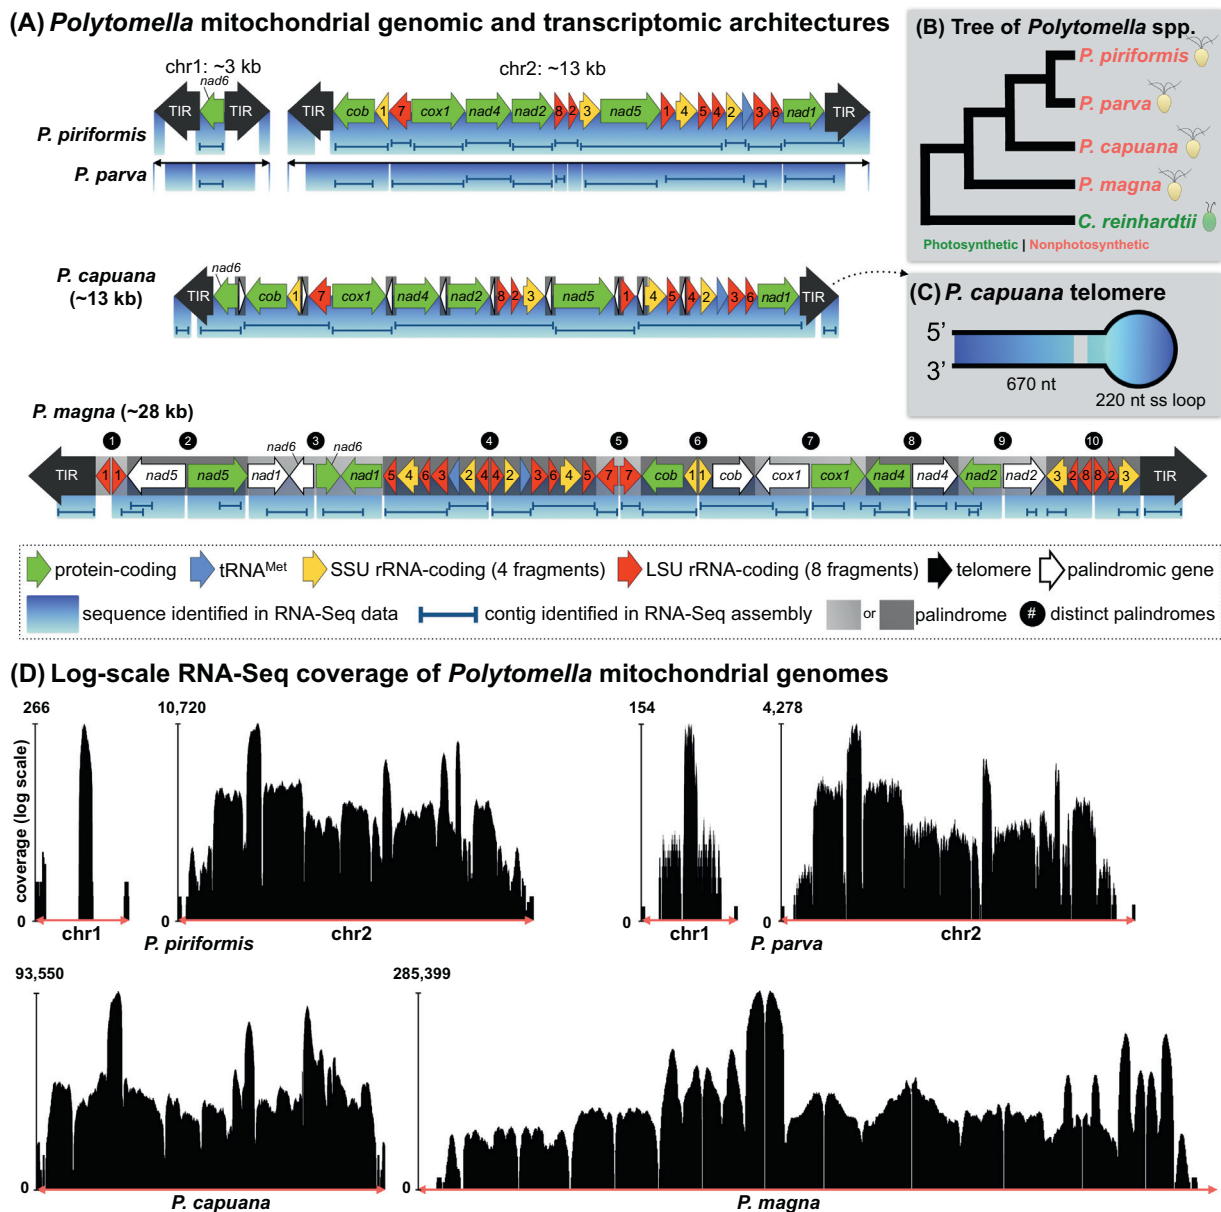 (A) Polytomella mitochondrial genomic and transcriptomic architectures
chr1: ~3 kb
chr2: ~13 kb
nad6
TIR TIR
TIR cob 1 7 cox1 nad4 nad2 8 2 3 nad5 1 4 5 4 2 3 6 nad1 TIR
P. piriformis
P. parva
P. capuana
(~13 kb)
nad6
TIR cob 1 7 cox1 nad4 nad2 8 2 3 nad5 1 4 5 4 2 3 6 nad1 TIR
P. magna (~28 kb)
1 2 nad6 3 nad6 4 5 6 7 8 9 10
TIR 1 1 nad5 nad5 nad1 nad1 5 4 6 3 2 4 4 2 3 6 4 5 7 7 cob 1 1 cob cox1 cox1 nad4 nad4 nad2 nad2 3 2 8 8 2 3 TIR
(B) Tree of Polytomella spp.
P. piriformis
P. parva
P. capuana
P. magna
C. reinhardtii
Photosynthetic | Nonphotosynthetic
(C) P. capuana telomere
5’
3’
670 nt
220 nt ss loop
protein-coding tRNAMet SSU rRNA-coding (4 fragments) LSU rRNA-coding (8 fragments) telomere palindromic gene
sequence identified in RNA-Seq data contig identified in RNA-Seq assembly or palindrome # distinct palindromes
(D) Log-scale RNA-Seq coverage of Polytomella mitochondrial genomes
266 10,720 154 4,278
coverage (log scale)
0 0 0 0
chr1 chr2 chr1 chr2
P. piriformis P. parva
93,550 285,399
0 0
P. capuana P. magna